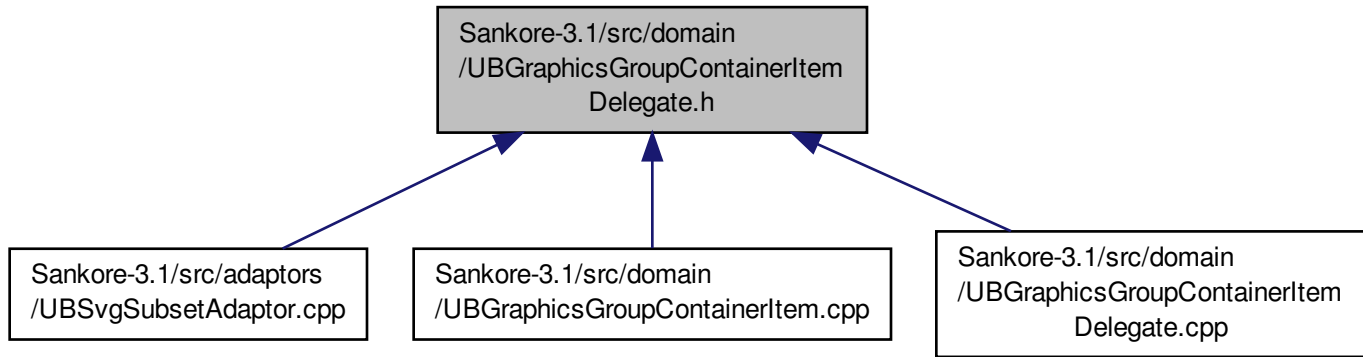 Sankore-3.1/src/domain
/UBGraphicsGroupContainerItem
Delegate.h
Sankore-3.1/src/adaptors
/UBSvgSubsetAdaptor.cpp
Sankore-3.1/src/domain
/UBGraphicsGroupContainerItem.cpp
Sankore-3.1/src/domain
/UBGraphicsGroupContainerItem
Delegate.cpp